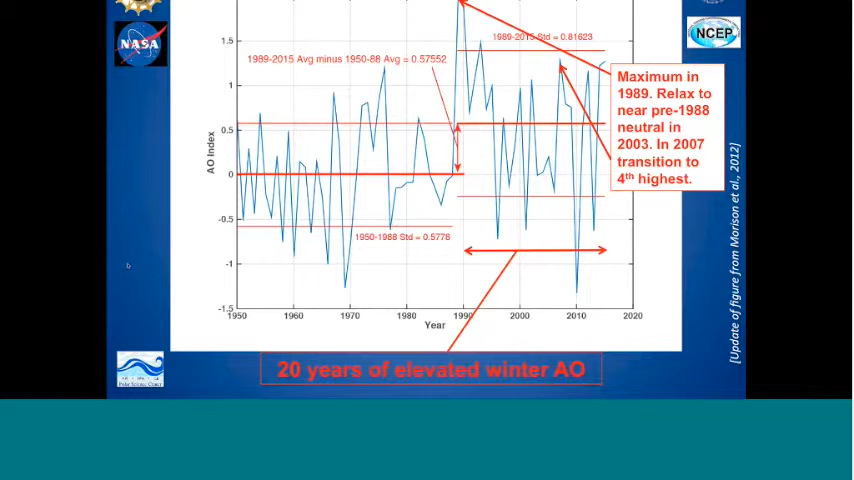 NASA
NCEP
1989-2015 Std = 0.81623
1989-2015 Avg minus 1950-88 Avg = 0.57552
Maximum in
1989. Relax to
near pre-1988
neutral in
2003. In 2007
transition to
4th highest.
AO Index
1.5
1
0.5
0
-0.5
-1
-1.5
1950-1988 Std = 0.5778
1950 1960 1970 1980 1990 2000 2010 2020
Year
[Update of figure from Morison et al., 2012]
20 years of elevated winter AO
Polar Science Center